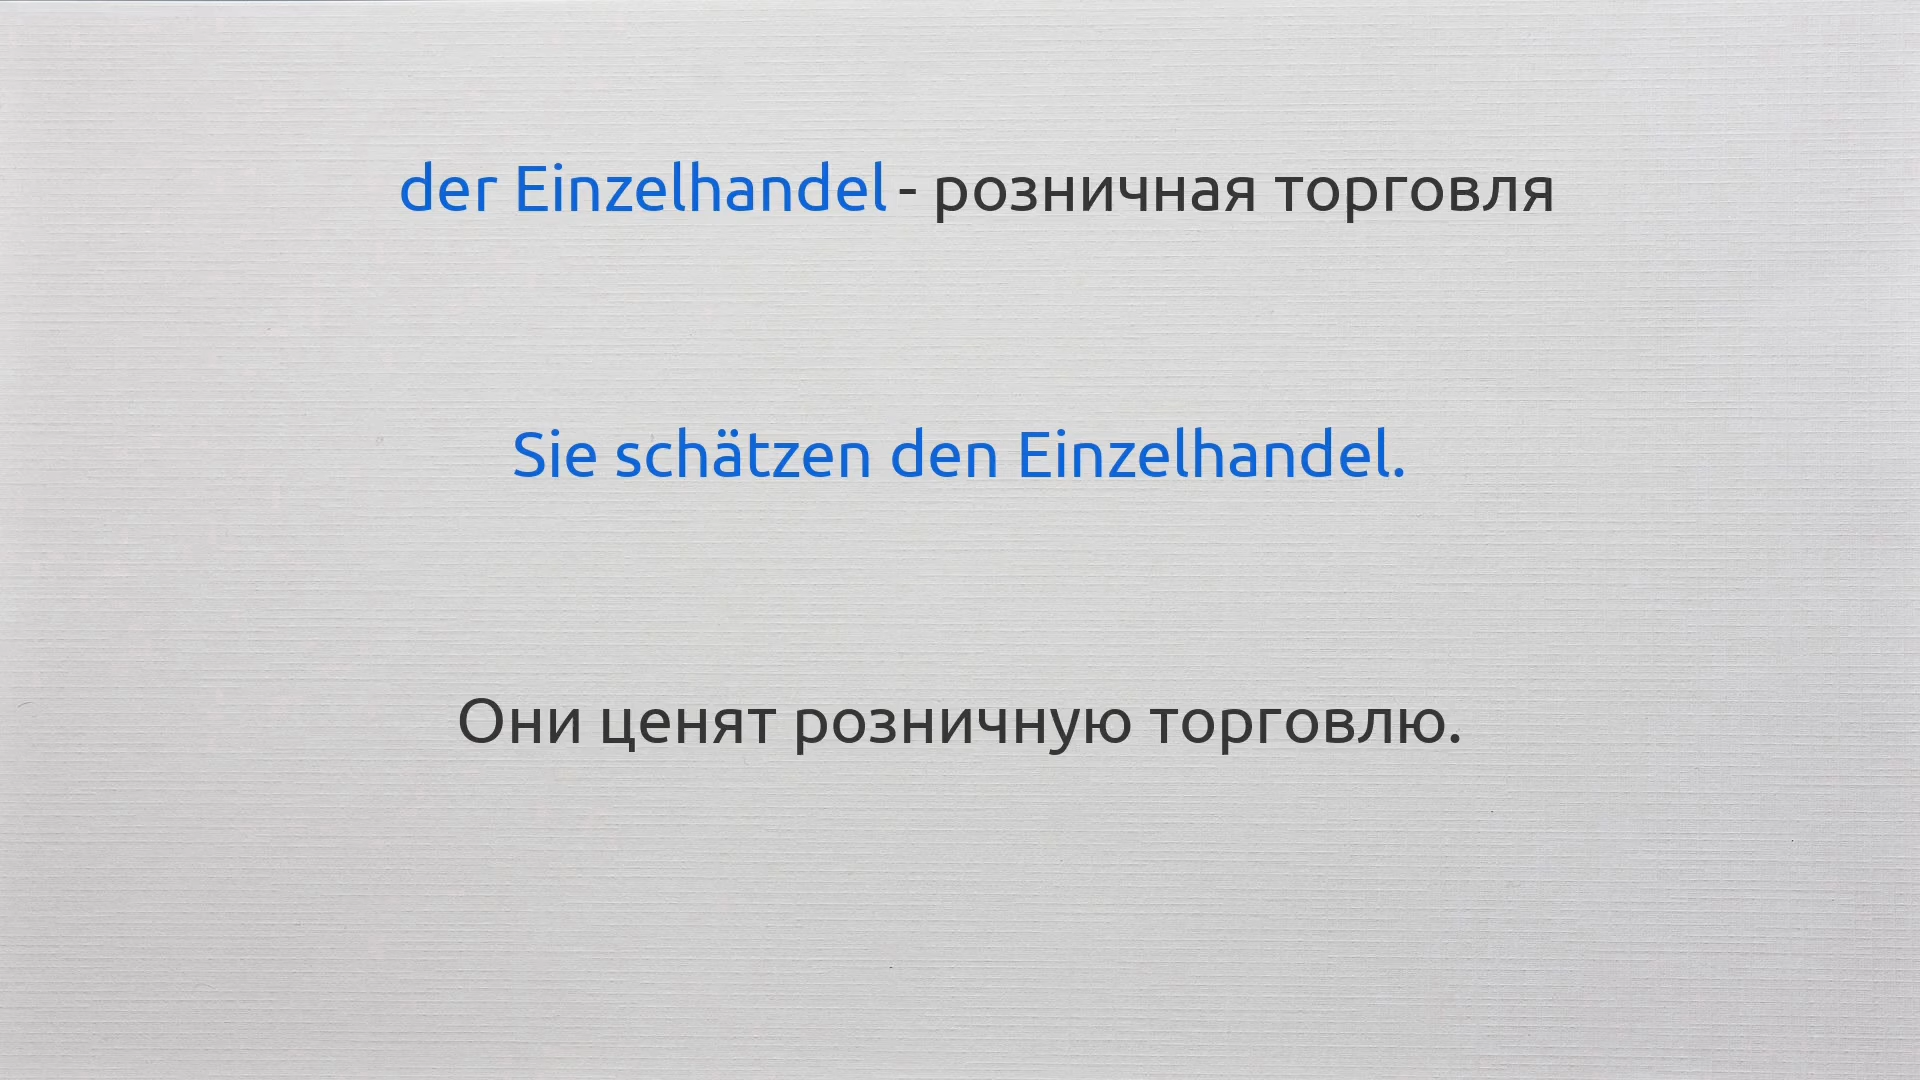 der Einzelhandel - розничная торговля
Sie schätzen den Einzelhandel.
Они ценят розничную торговлю.